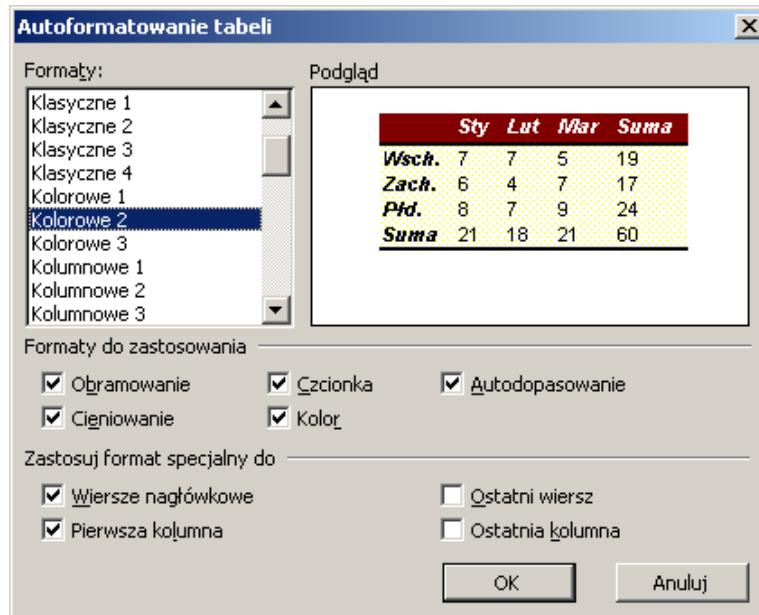 Autoformatowanie tabeli
Formaty:
Klasyczne 1
Klasyczne 2
Klasyczne 3
Klasyczne 4
Kolorowe 1
Kolorowe 2
Kolorowe 3
Kolumnowe 1
Kolumnowe 2
Kolumnowe 3
Podgląd
Sty Lut Mar Suma
Wsch. 7 7 5 19
Zach. 6 4 7 17
Płd. 8 7 9 24
Suma 21 18 21 60
Formaty do zastosowania
Obramowanie Czcionka Autodopasowanie
Cieniowanie Kolor
Zastosuj format specjalny do
Wiersze nagłówkowe Ostatni wiersz
Pierwsza kolumna Ostatnia kolumna
OK Anuluj